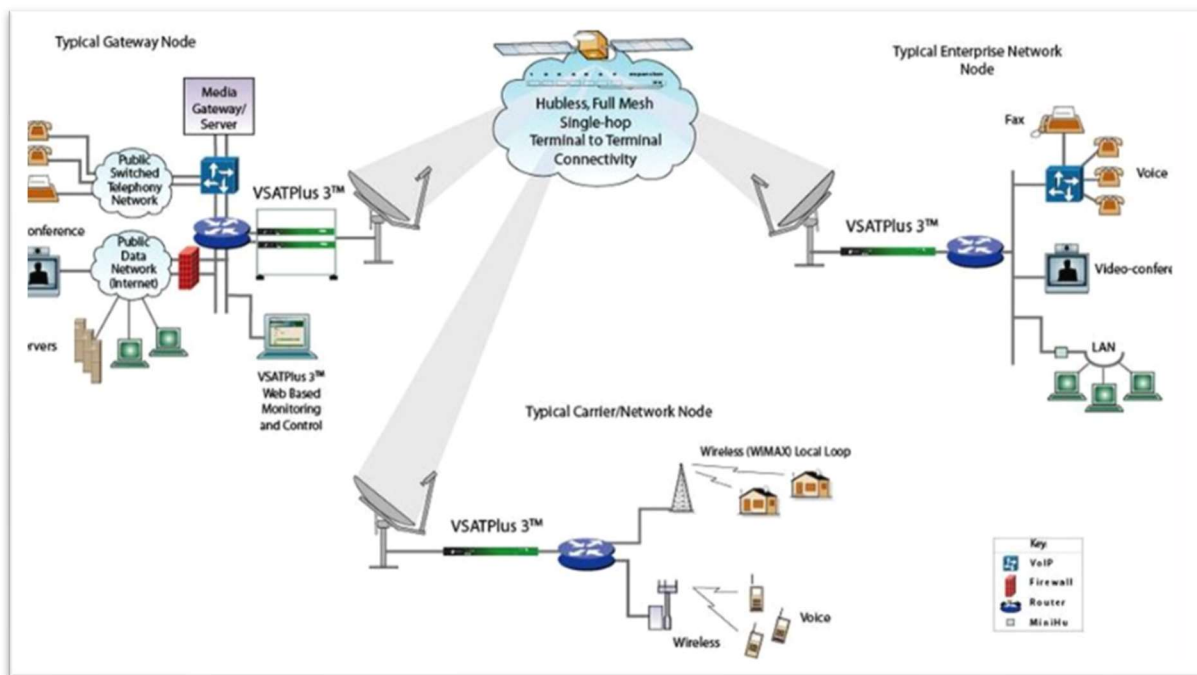 Typical Gateway Node
Media
Gateway/
Server
Public
Switched
Telephony
Network
VSATPlus 3™
onference
Public
Data
Network
(Internet)
ervers
VSATPlus 3™
Web Based
Monitoring
and Control
Hubless, Full Mesh
Single-hop
Terminal to Terminal
Connectivity
Typical Enterprise Network
Node
Fax
Voice
VSATPlus 3™
Video-confere
LAN
Typical Carrier/Network Node
Wireless (WiMAX) Local Loop
VSATPlus 3™
Voice
Wireless
Key:
VoIP
Firewall
Router
MiniHu